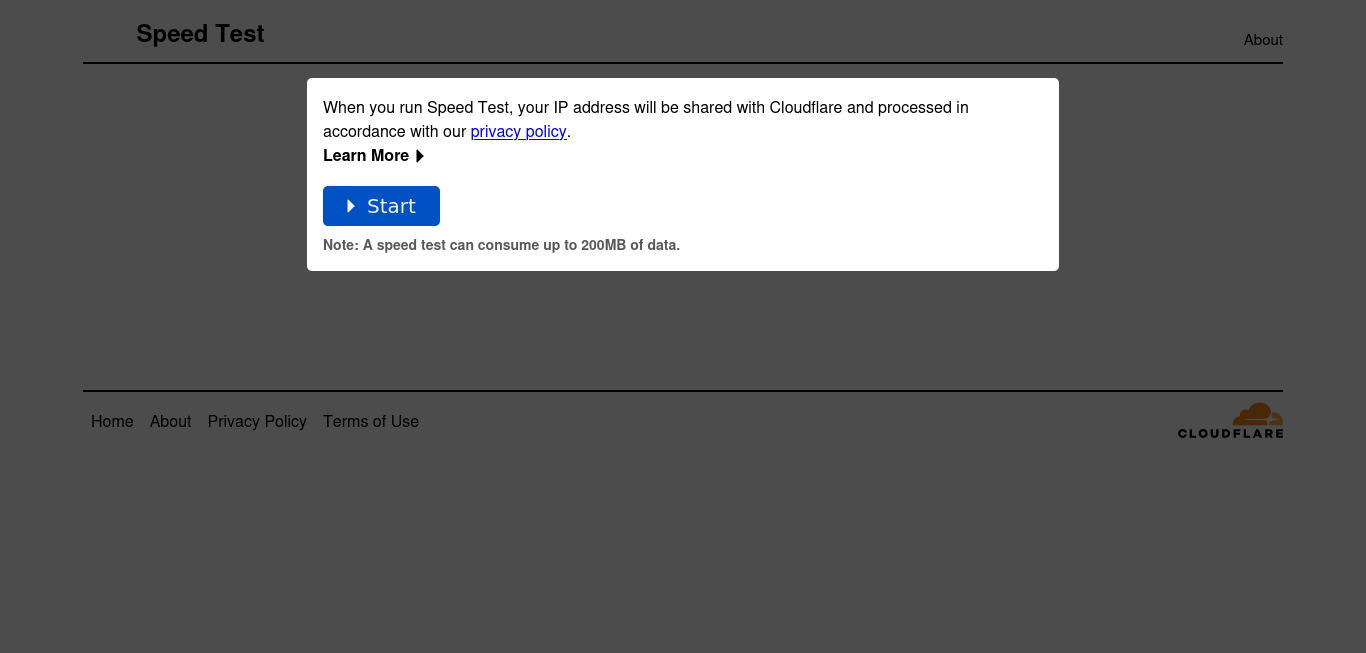 Speed Test
About
When you run Speed Test, your IP address will be shared with Cloudflare and processed in
accordance with our privacy policy.
Learn More
Start
Note: A speed test can consume up to 200MB of data.
Home About Privacy Policy Terms of Use
CLOUDFLARE